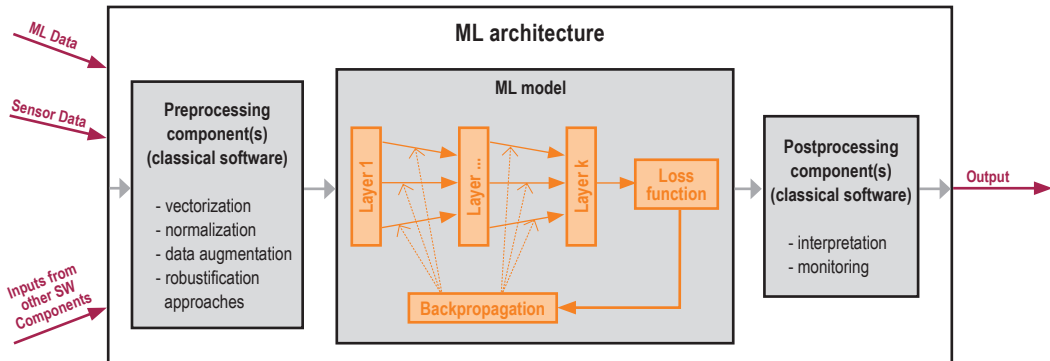 ML architecture
ML Data
Sensor Data
Inputs from
other SW
Components
Preprocessing
component(s)
(classical software)
- vectorization
- normalization
- data augmentation
- robustification
approaches
ML model
Layer 1
Layer ...
Layer k
Loss
function
Backpropagation
Postprocessing
component(s)
(classical software)
- interpretation
- monitoring
Output